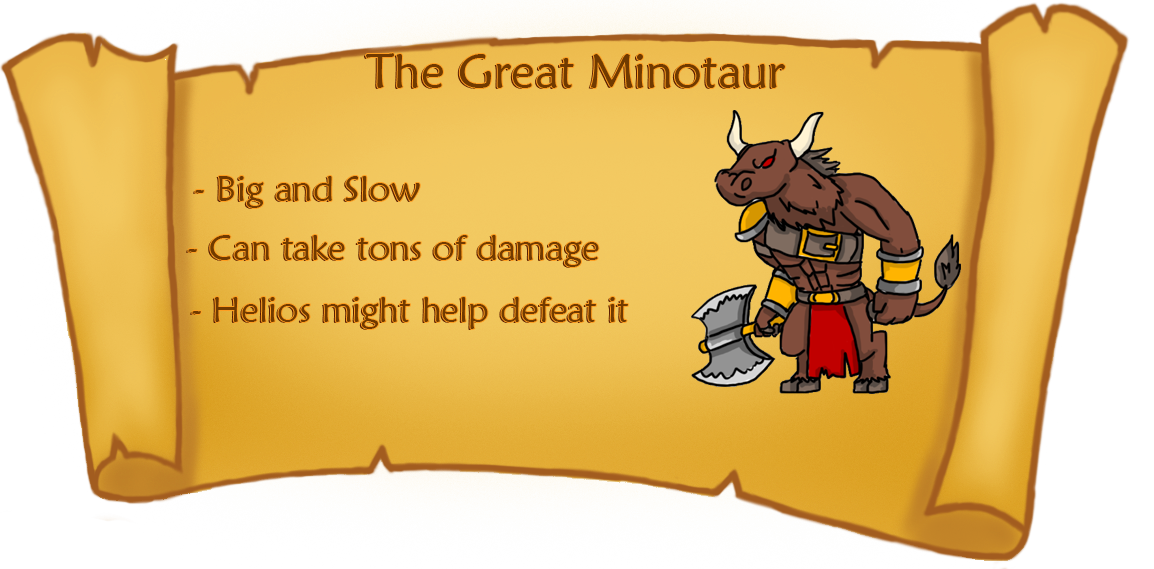 The Great Minotaur
- Big and Slow
- Can take tons of damage
- Helios might help defeat it